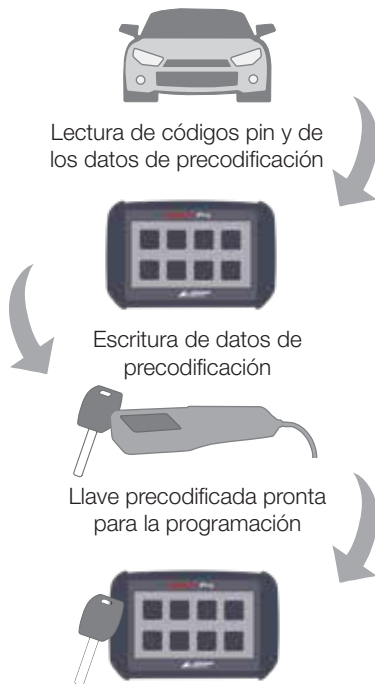 Lectura de códigos pin y de
los datos de precodificación
Escritura de datos de
precodificación
Llave precodificada pronta
para la programación